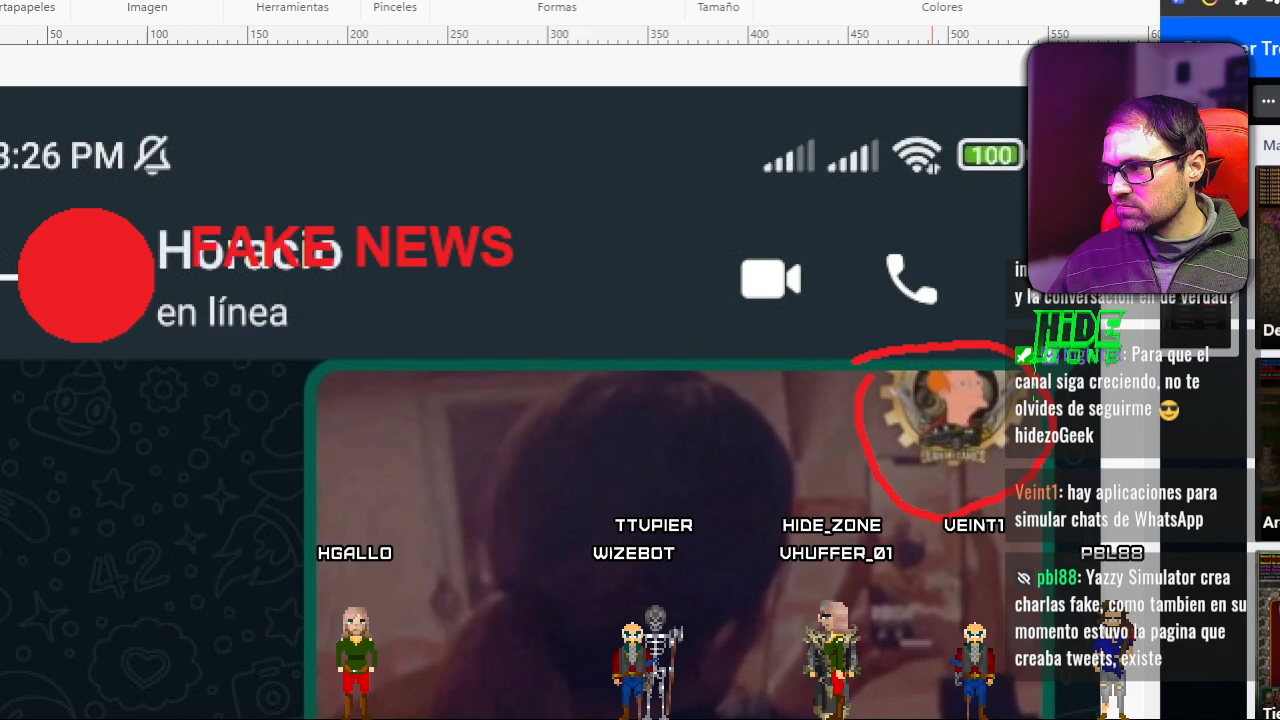 Imagen
Herramientas
Pinceles
Formas
Tamaño
Colores
50
100
150
200
250
300
350
400
450
500
550
3:26 PM
100
Horacio
FAKE NEWS
en línea
y la conversacion en de verdad?
HiDE
: Para que el
canal siga creciendo, no te
olvides de seguirme 😎
hidezoGeek
Veint1: hay aplicaciones para
simular chats de WhatsApp
pbl88: Yazzy Simulator crea
charlas fake, como tambien en su
momento estuvo la pagina que
creaba tweets, existe
TTVPIER
HIDE_ZONE
VEINT1
HGALLO
WIZEBOT
VHUFFER_01
PBL88